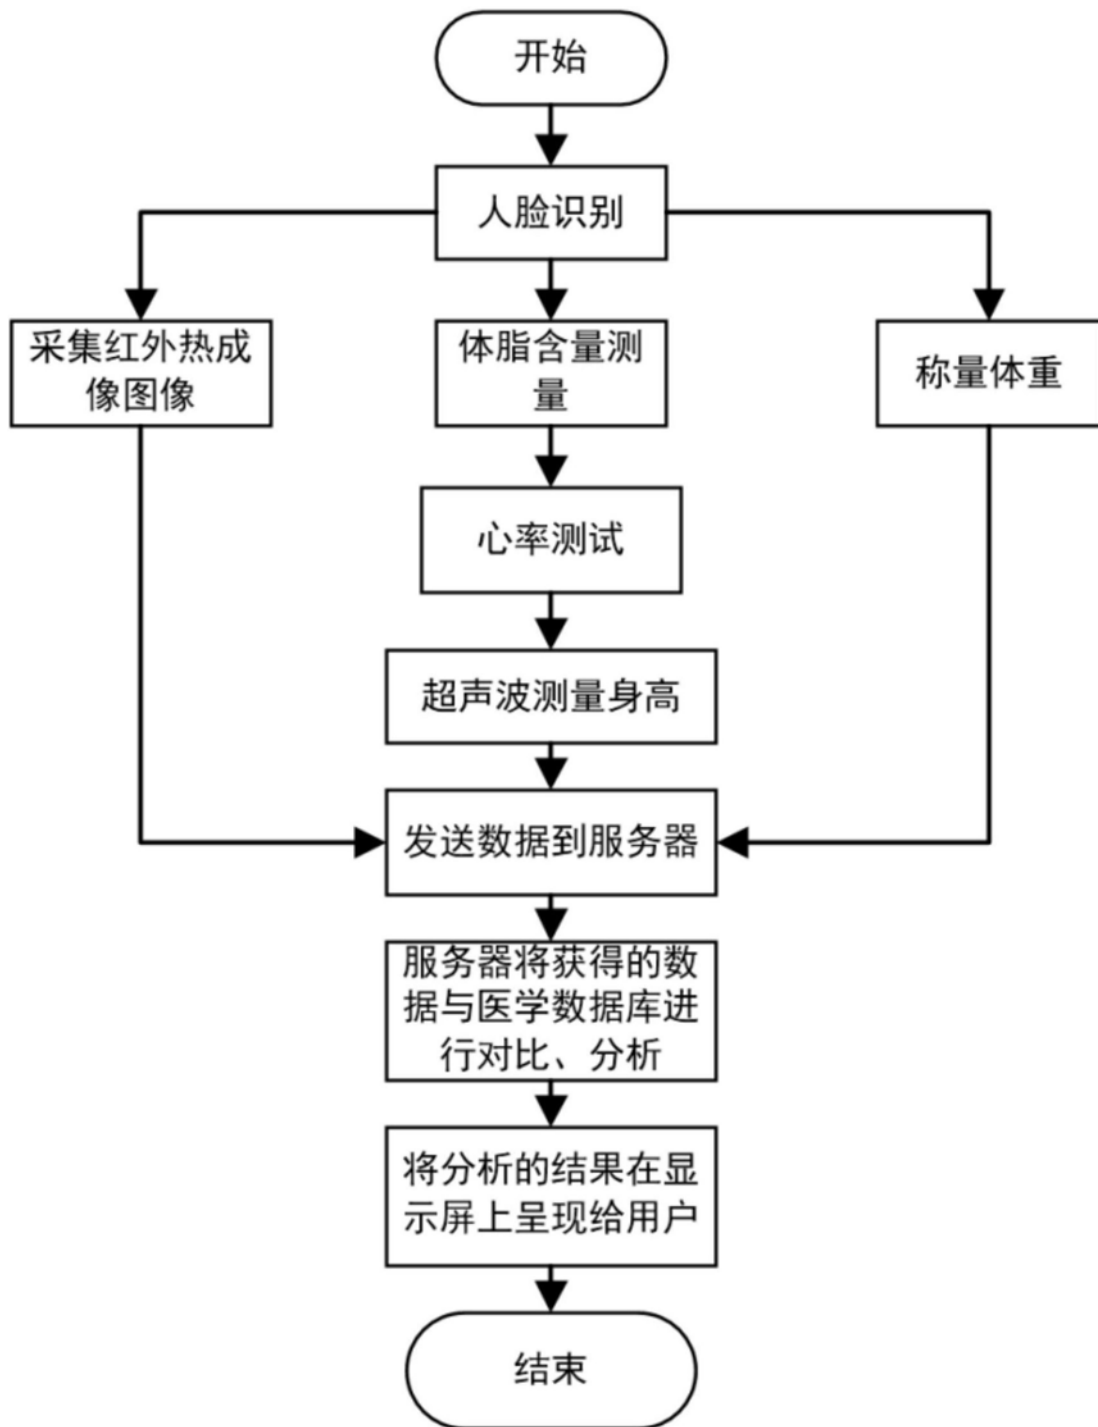 开始
人脸识别
采集红外热成
像图像
体脂含量测
量
称量体重
心率测试
超声波测量身高
发送数据到服务器
服务器将获得的数
据与医学数据库进
行对比、分析
将分析的结果在显
示屏上呈现给用户
结束